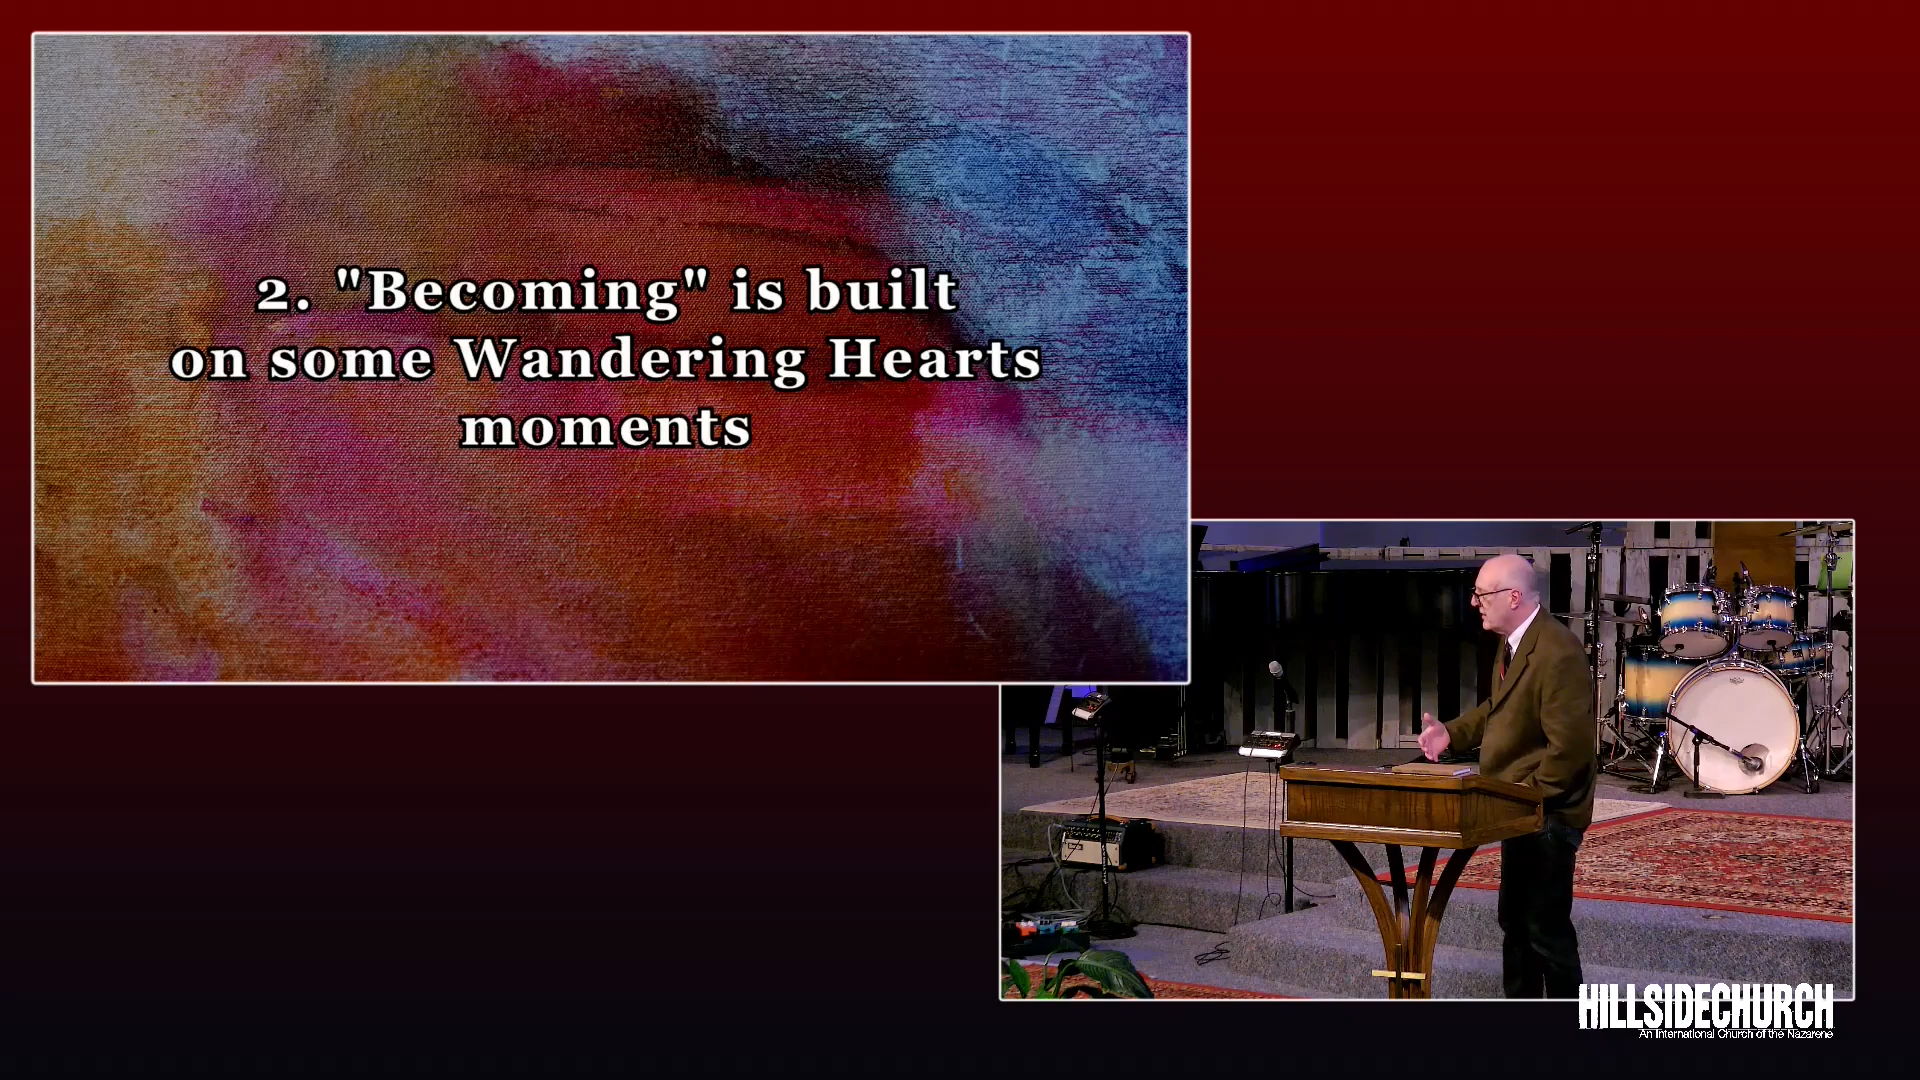 2. "Becoming" is built
on some Wandering Hearts
moments
HILLSIDECHURCH
An International Church of the Nazarene